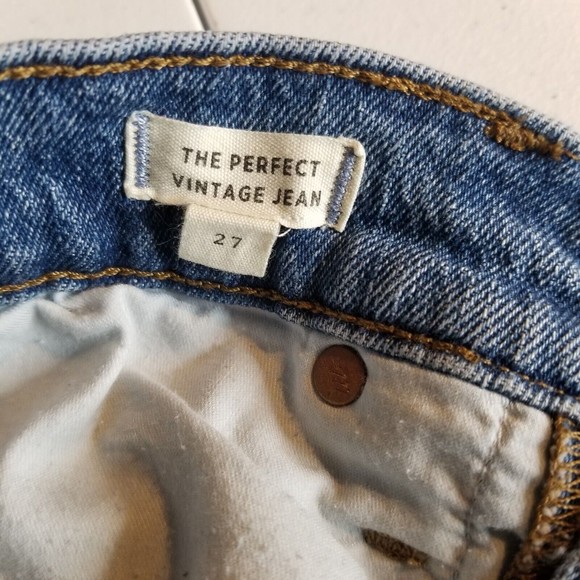 THE PERFECT
VINTAGE JEAN
27